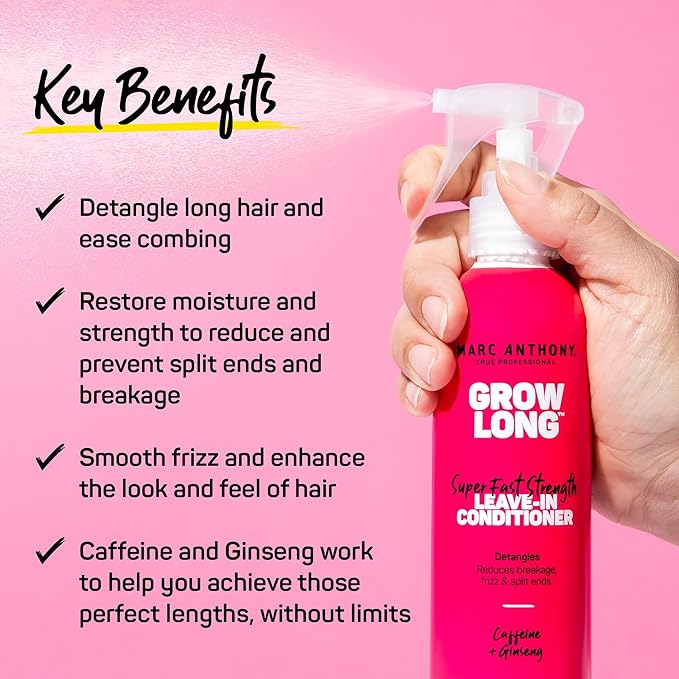 Key Benefits
Detangle long hair and
ease combing
Restore moisture and
strength to reduce and
prevent split ends and
breakage
Smooth frizz and enhance
the look and feel of hair
Caffeine and Ginseng work
to help you achieve those
perfect lengths, without limits
MARC ANTHONY.
TRUE PROFESSIONAL
GROW
LONG™
Super Fast Strength
LEAVE-IN
CONDITIONER
Detangles
Reduces breakage,
frizz & split ends
Caffeine
+ Ginseng